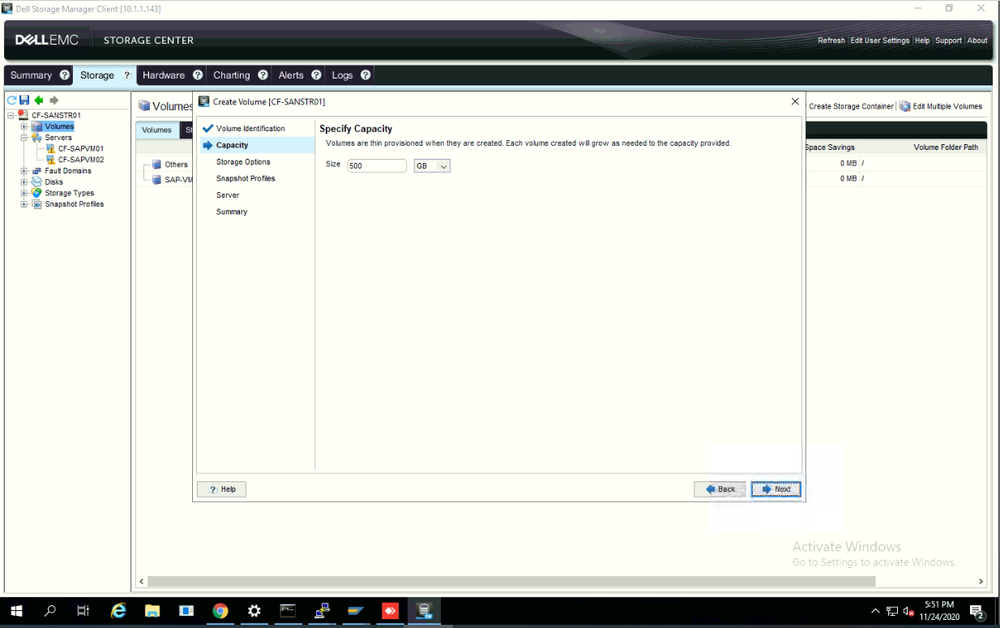 Dell Storage Manager Client [10.1.1.143]
DELLEMC STORAGE CENTER
Refresh | Edit User Settings | Help | Support | About
Summary ? Storage ? Hardware ? Charting ? Alerts ? Logs ?
CF-SANSTR01
Volumes
Servers
CF-SAPVM01
CF-SAPVM02
Fault Domains
Disks
Storage Types
Snapshot Profiles
Volumes
Create Storage Container | Edit Multiple Volumes
Volumes
Space Savings Volume Folder Path
Others 0 MB /
SAP-VM 0 MB /
Create Volume [CF-SANSTR01]
Volume Identification
Capacity
Storage Options
Snapshot Profiles
Server
Summary
Specify Capacity
Volumes are thin provisioned when they are created. Each volume created will grow as needed to the capacity provided.
Size 500 GB
? Help
Back Next
Activate Windows
Go to Settings to activate Windows.
5:51 PM
11/24/2020
2